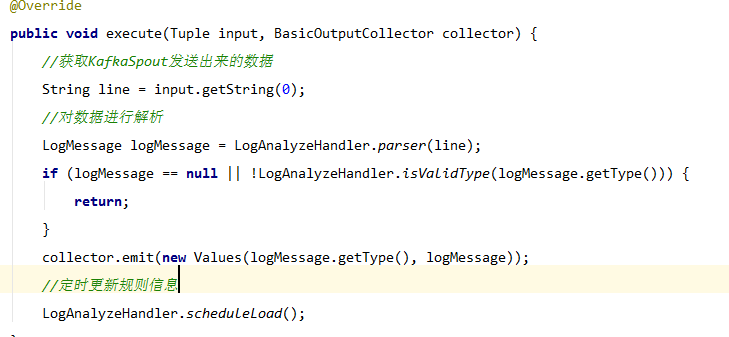 @Override
public void execute(Tuple input, BasicOutputCollector collector) {
//获取KafkaSpout发送出来的数据
String line = input.getString(0);
//对数据进行解析
LogMessage logMessage = LogAnalyzeHandler.parser(line);
if (logMessage == null || !LogAnalyzeHandler.isValidType(logMessage.getType())) {
return;
}
collector.emit(new Values(logMessage.getType(), logMessage));
//定时更新规则信息
LogAnalyzeHandler.scheduleLoad();
}